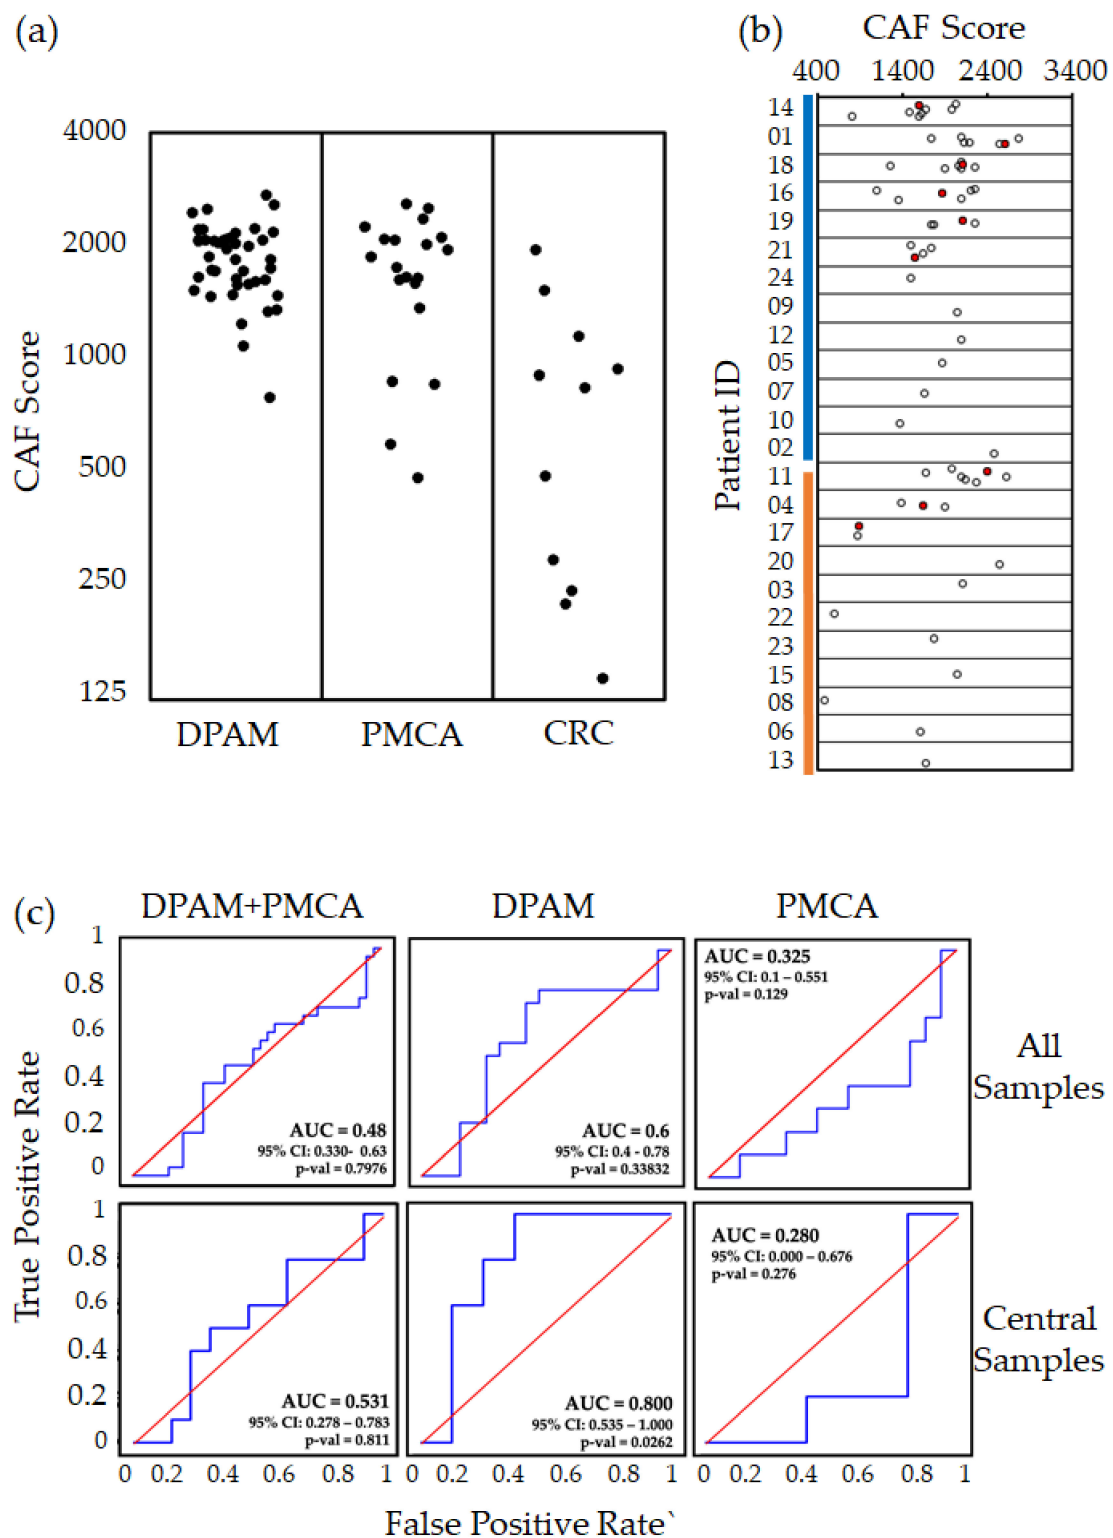 (a)
4000
2000
1000
500
250
125
CAF Score
DPAM PMCA CRC
(b)
CAF Score
400 1400 2400 3400
Patient ID
14
01
18
16
19
21
24
09
12
05
07
10
02
11
04
17
20
03
22
23
15
08
06
13
(c)
DPAM+PMCA DPAM PMCA
True Positive Rate
1
0.8
0.6
0.4
0.2
0
AUC = 0.48
95% CI: 0.330- 0.63
p-val = 0.7976
AUC = 0.6
95% CI: 0.4 - 0.78
p-val = 0.33832
AUC = 0.325
95% CI: 0.1 – 0.551
p-val = 0.129
All
Samples
1
0.8
0.6
0.4
0.2
0
AUC = 0.531
95% CI: 0.278 – 0.783
p-val = 0.811
AUC = 0.800
95% CI: 0.535 – 1.000
p-val = 0.0262
AUC = 0.280
95% CI: 0.000 – 0.676
p-val = 0.276
Central
Samples
0 0.2 0.4 0.6 0.8 1 0 0.2 0.4 0.6 0.8 1 0 0.2 0.4 0.6 0.8 1
False Positive Rate`